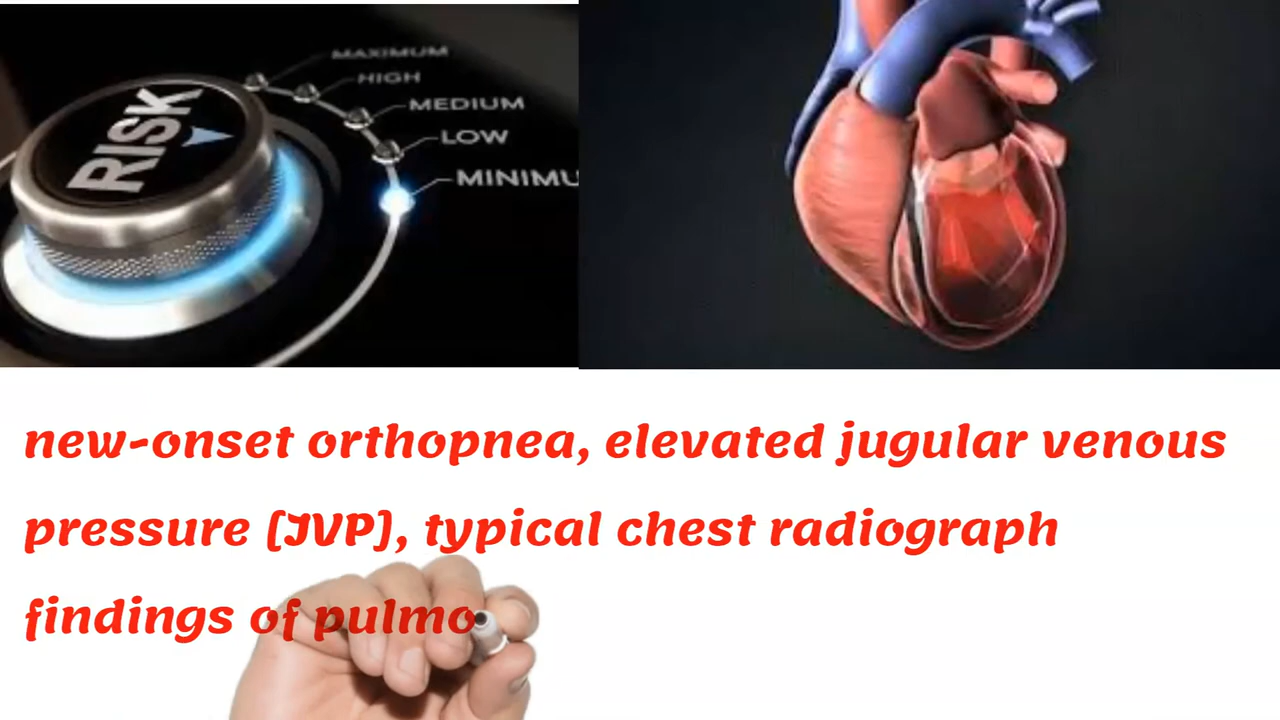 MAXIMUM
HIGH
MEDIUM
LOW
MINIMU
RISK
new-onset orthopnea, elevated jugular venous
pressure (JVP), typical chest radiograph
findings of pulmo